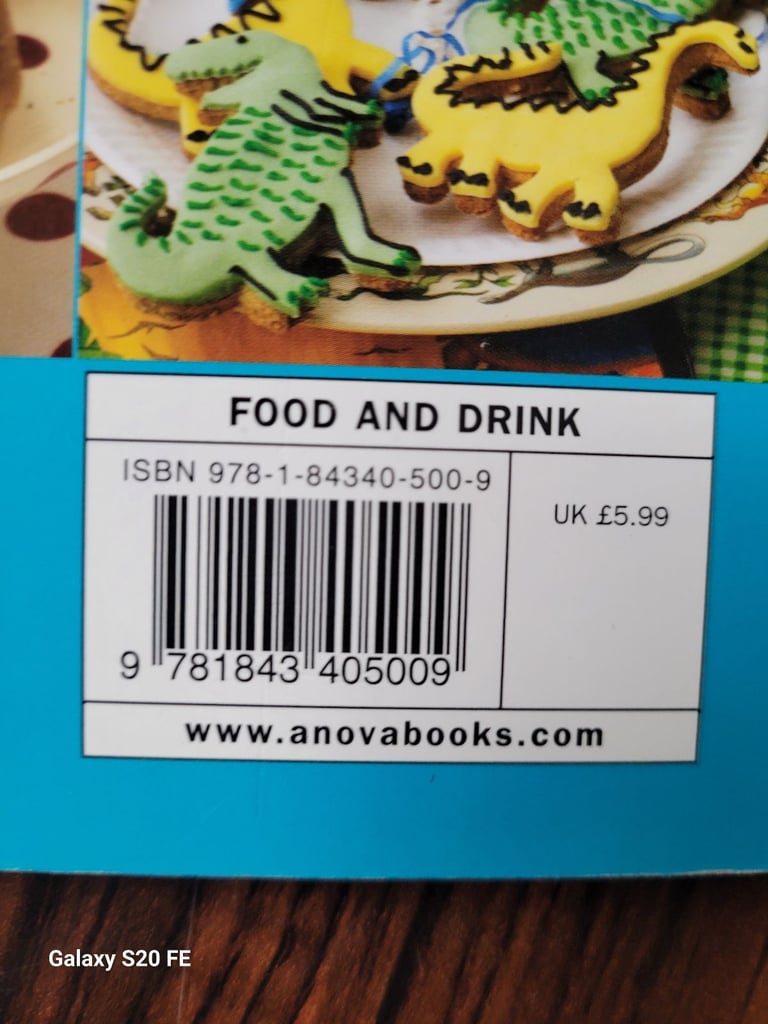 FOOD AND DRINK
ISBN 978-1-84340-500-9
UK £5.99
9 781843 405009
www.anovabooks.com
Galaxy S20 FE